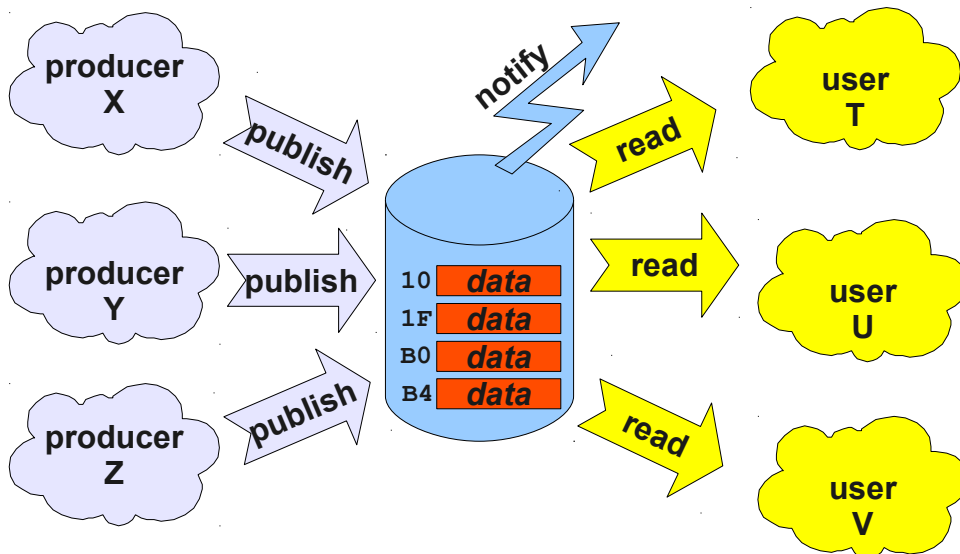 producer
X
publish
notify
read
user
T
producer
Y
publish
10 data
1F data
B0 data
B4 data
read
user
U
producer
Z
publish
read
user
V